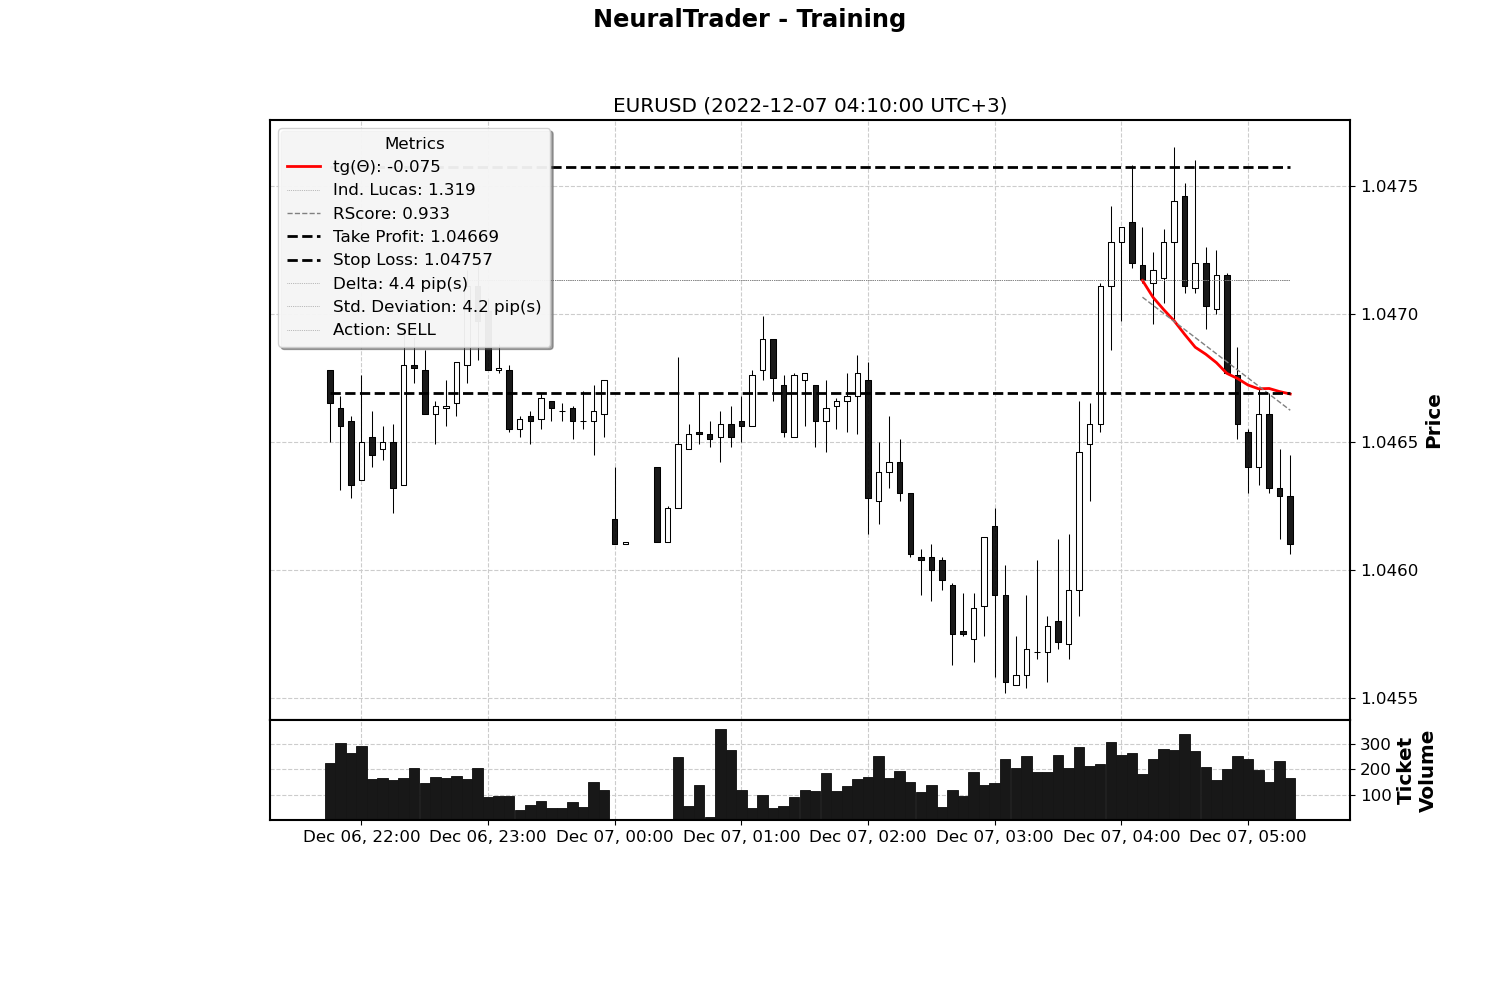 NeuralTrader - Training
EURUSD (2022-12-07 04:10:00 UTC+3)
Metrics
tg(Θ): -0.075
Ind. Lucas: 1.319
RScore: 0.933
Take Profit: 1.04669
Stop Loss: 1.04757
Delta: 4.4 pip(s)
Std. Deviation: 4.2 pip(s)
Action: SELL
1.0475
1.0470
1.0465
1.0460
1.0455
Price
300
200
100
Ticket
Volume
Dec 06, 22:00 Dec 06, 23:00 Dec 07, 00:00 Dec 07, 01:00 Dec 07, 02:00 Dec 07, 03:00 Dec 07, 04:00 Dec 07, 05:00